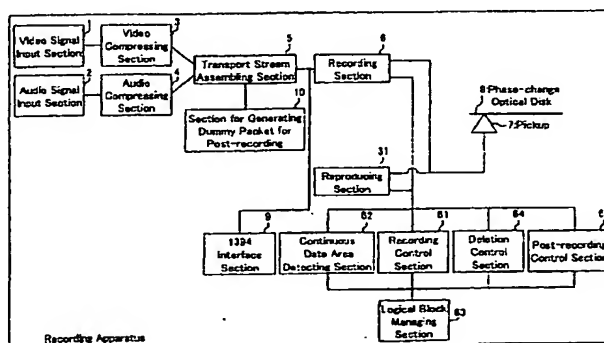 1
Video Signal
Input Section
3
Video
Compressing
Section
2
Audio Signal
Input Section
4
Audio
Compressing
Section
5
Transport Stream
Assembling Section
6
Recording
Section
10
Section for Generating
Dummy Packet for
Post-recording
8:Phase-change
Optical Disk
7:Pickup
31
Reproducing
Section
9
1394
Interface
Section
62
Continuous
Data Area
Detecting Section
61
Recording
Control
Section
64
Deletion
Control
Section
Post-recording
Control Section
Logical Block
Managing
Section
63
Recording Apparatus